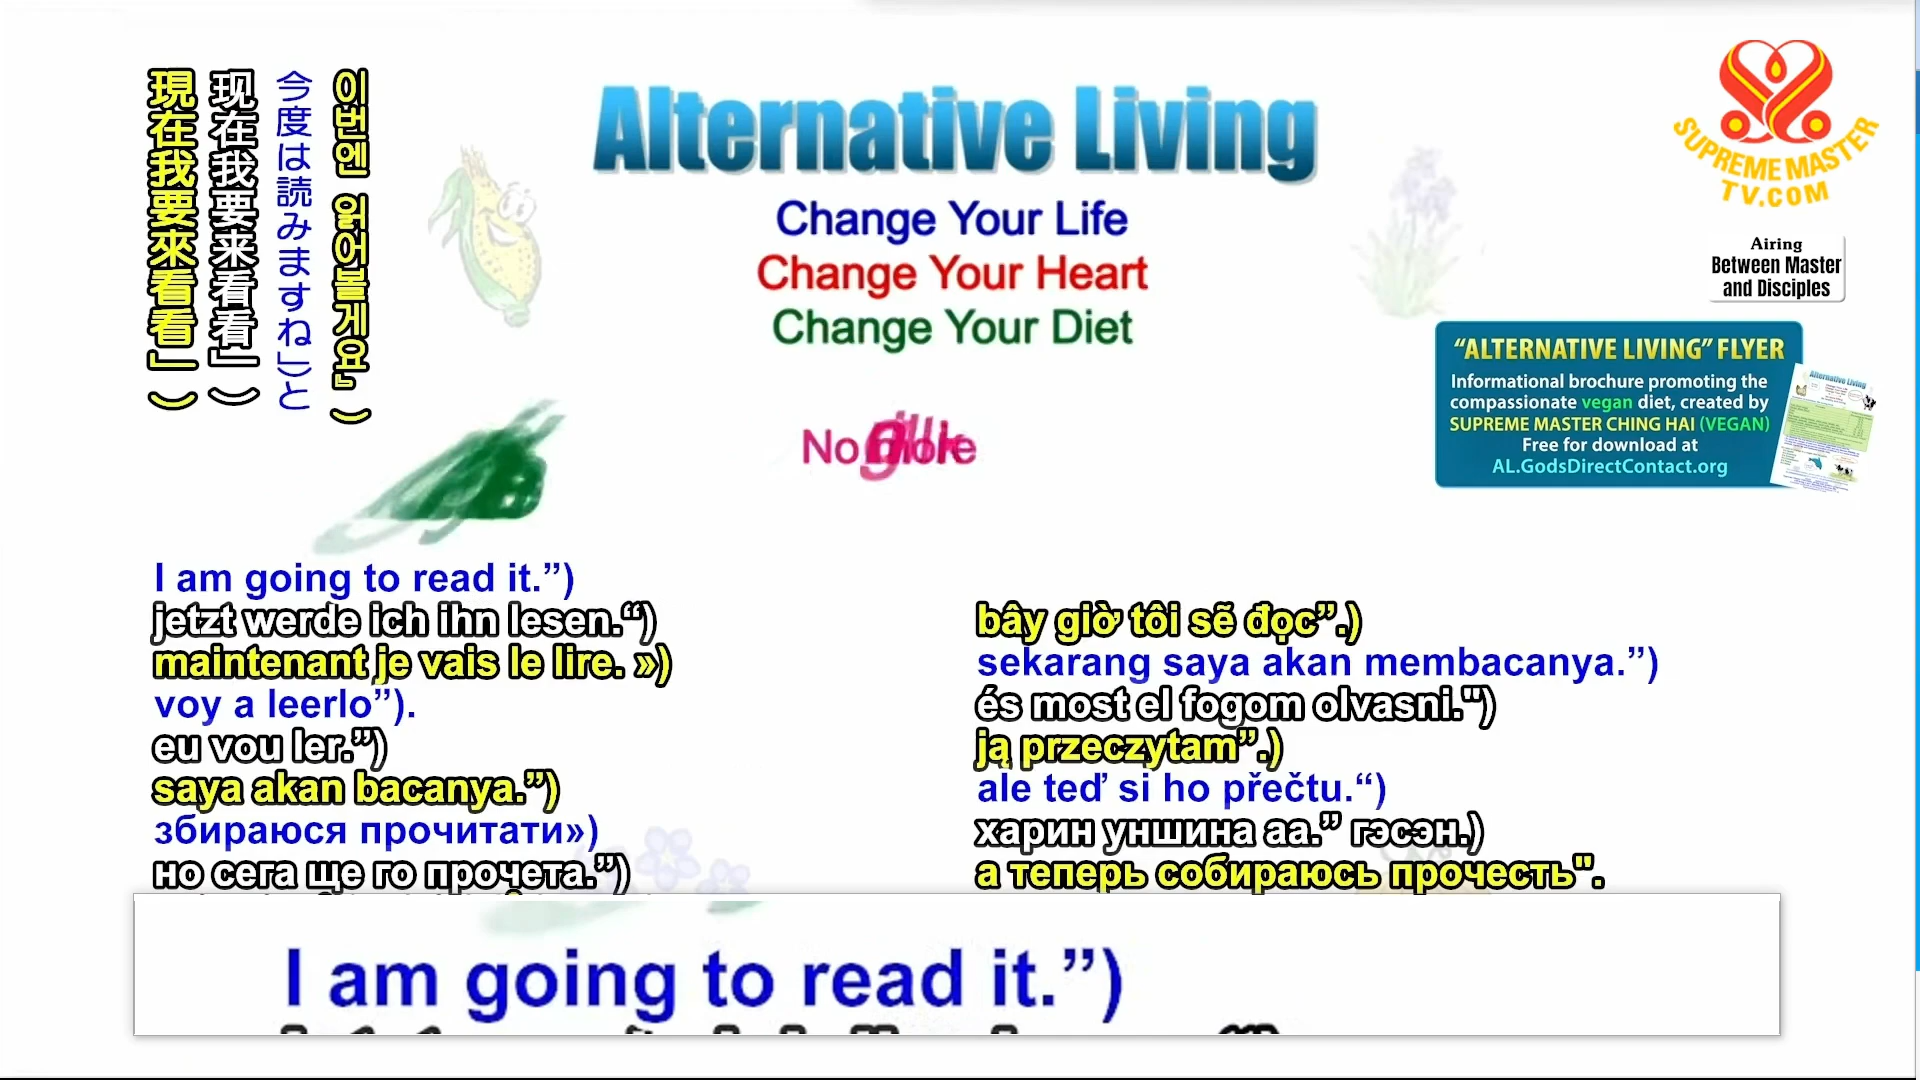 現在我要來看看」）
现在我要来看看」）
今度は読みますね」）と
이번엔 읽어볼게요』）
Alternative Living
Change Your Life
Change Your Heart
Change Your Diet
No
SUPREME MASTER
TV.COM
Airing
Between Master
and Disciples
“ALTERNATIVE LIVING” FLYER
Informational brochure promoting the
compassionate vegan diet, created by
SUPREME MASTER CHING HAI (VEGAN)
Free for download at
AL.GodsDirectContact.org
Alternative Living
I am going to read it.”)
jetzt werde ich ihn lesen.“)
maintenant je vais le lire. »)
voy a leerlo”).
eu vou ler.”)
saya akan bacanya.”)
збираюся прочитати»)
но сега ще го прочета.”)
bây giờ tôi sẽ đọc”.)
sekarang saya akan membacanya.”)
és most el fogom olvasni.")
ją przeczytam”.)
ale teď si ho přečtu.“)
харин уншина аа.” гэсэн.)
а теперь собираюсь прочесть".
I am going to read it.”)